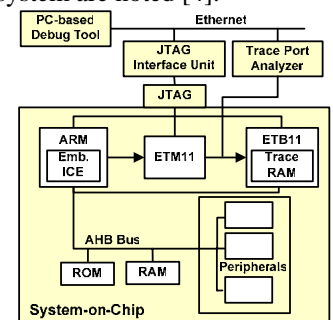 system are noted [4].
PC-based
Debug Tool
Ethernet
JTAG
Interface Unit
Trace Port
Analyzer
JTAG
ARM
Emb.
ICE
ETM11
ETB11
Trace
RAM
AHB Bus
ROM
RAM
Peripherals
System-on-Chip